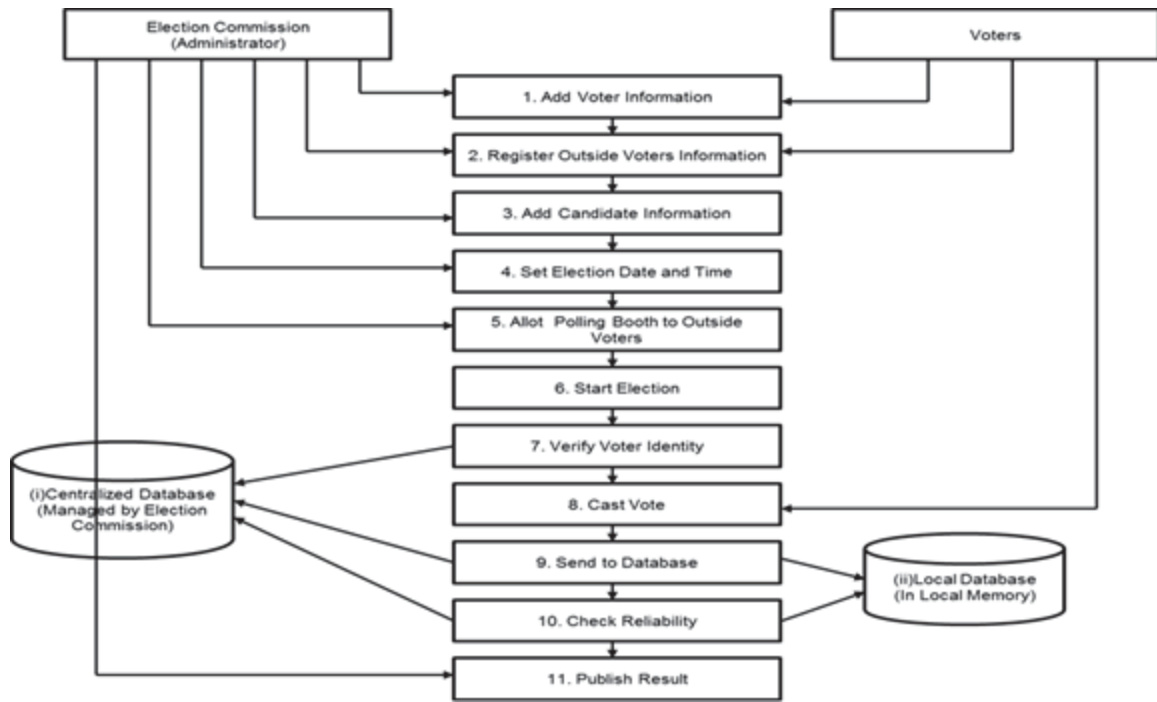 Election Commission
(Administrator)
Voters
1. Add Voter Information
2. Register Outside Voters Information
3. Add Candidate Information
4. Set Election Date and Time
5. Allot Polling Booth to Outside
Voters
6. Start Election
7. Verify Voter Identity
(i)Centralized Database
(Managed by Election
Commission)
8. Cast Vote
9. Send to Database
(ii)Local Database
(In Local Memory)
10. Check Reliability
11. Publish Result